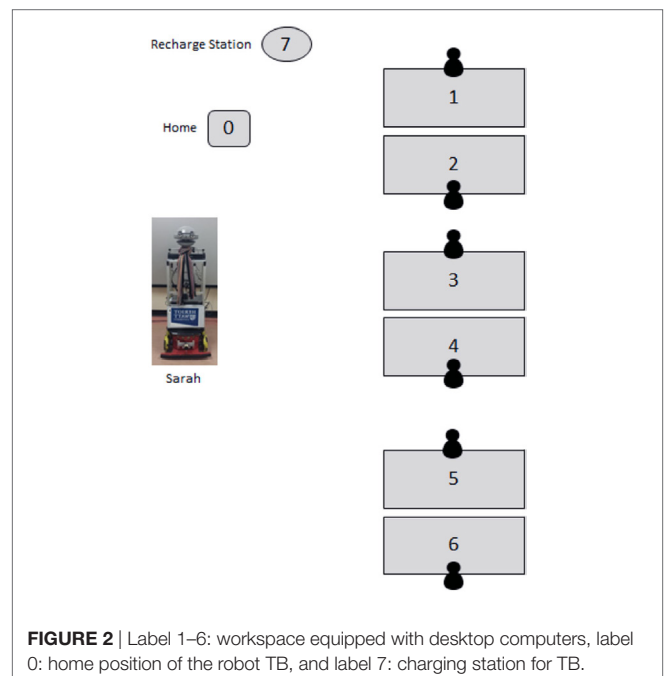 Recharge Station 7
1
Home 0
2
3
4
Sarah
5
6
FIGURE 2 | Label 1–6: workspace equipped with desktop computers, label
0: home position of the robot TB, and label 7: charging station for TB.